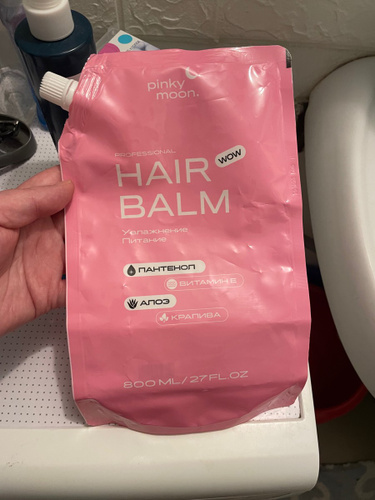 pinky
moon.
PROFESSIONAL
HAIR WOW
BALM
Увлажнение
Питание
ПАНТЕНОЛ
ВИТАМИН Е
АЛОЭ
КРАПИВА
800 ML / 27 FL.OZ